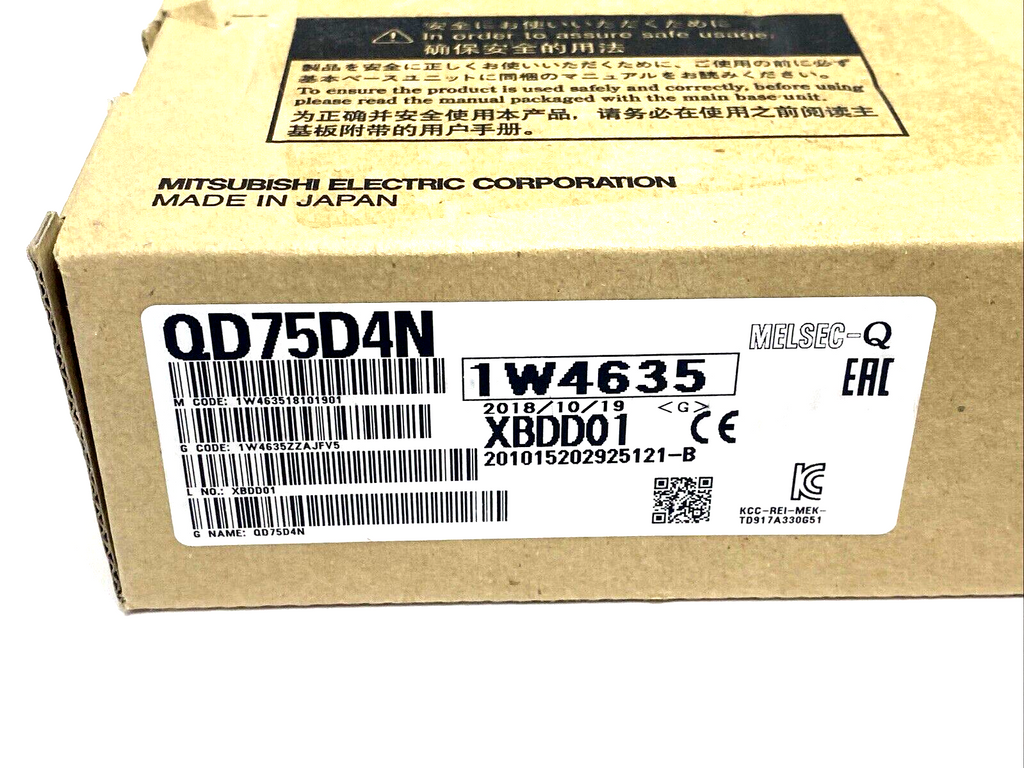 安全にお使いいただくために
In order to assure safe usage.
确保安全的用法
製品を安全に正しくお使いいただくために、ご使用の前に必ず
基本ベースユニットに同梱のマニュアルをお読みください。
To ensure the product is used safely and correctly, before using
please read the manual packaged with the main base unit.
为正确并安全使用本产品，请务必在使用之前阅读主
基板附带的用户手册。
MITSUBISHI ELECTRIC CORPORATION
MADE IN JAPAN
QD75D4N
MELSEC-Q
1W4635
EAC
M CODE: 1W463518101901
2018/10/19 <G>
XBDD01 CE
G CODE: 1W4635ZZAJFV5
201015202925121-B
L NO.: XBDD01
KC
KCC-REI-MEK-
TD917A330G51
G NAME: QD75D4N